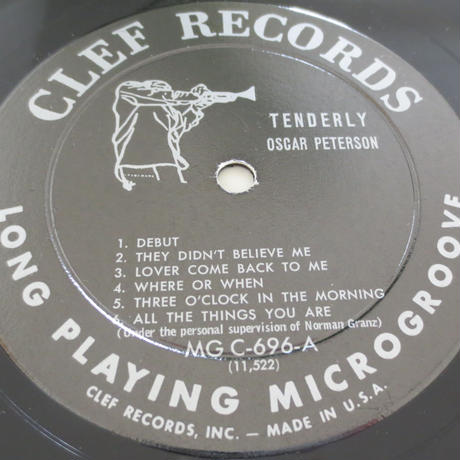 CLEF RECORDS
TENDERLY
OSCAR PETERSON
1. DEBUT
2. THEY DIDN'T BELIEVE ME
3. LOVER COME BACK TO ME
4. WHERE OR WHEN
5. THREE O'CLOCK IN THE MORNING
6. ALL THE THINGS YOU ARE
(Under the personal supervision of Norman Granz)
MG C-696-A
(11,522)
LONG PLAYING MICROGROOVE
CLEF RECORDS, INC. — MADE IN U.S.A.